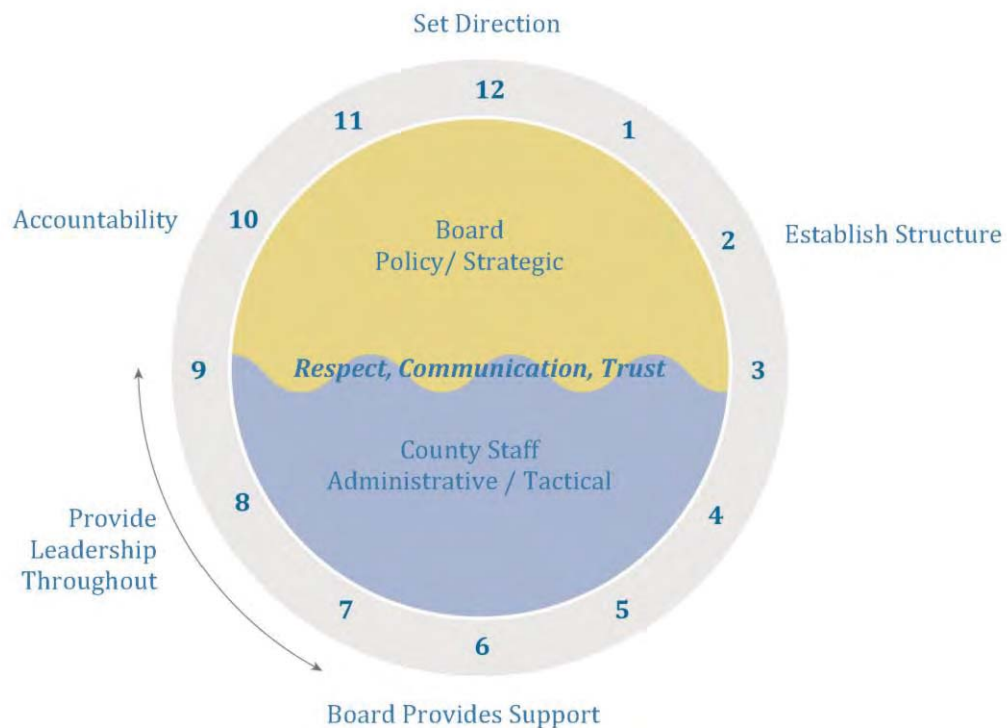 Set Direction
12
11
1
Accountability
10
Board
Policy/ Strategic
2
Establish Structure
9
Respect, Communication, Trust
3
County Staff
Administrative / Tactical
8
4
Provide
Leadership
Throughout
7
5
6
Board Provides Support